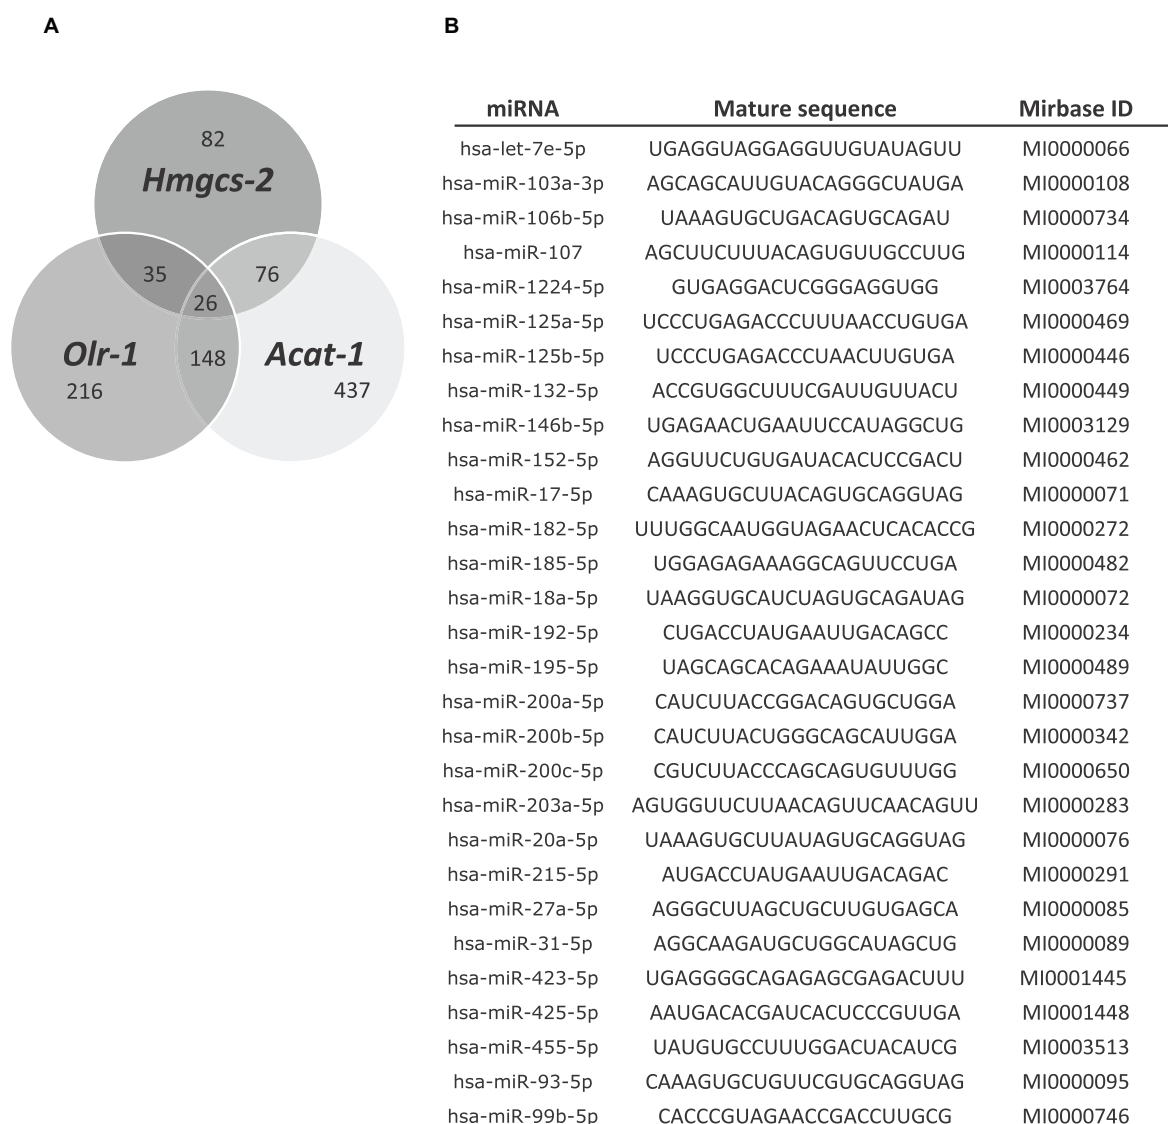 A
B
82
Hmgcs-2
35
76
26
Olr-1
148
Acat-1
216
437
miRNA Mature sequence Mirbase ID
hsa-let-7e-5p UGAGGUAGGAGGUUGUAUAGUU MI0000066
hsa-miR-103a-3p AGCAGCAUUGUACAGGGCUAUGA MI0000108
hsa-miR-106b-5p UAAAGUGCUGACAGUGCAGAU MI0000734
hsa-miR-107 AGCUUCUUUACAGUGUUGCCUUG MI0000114
hsa-miR-1224-5p GUGAGGACUCGGGAGGUGG MI0003764
hsa-miR-125a-5p UCCCUGAGACCCUUUAACCUGUGA MI0000469
hsa-miR-125b-5p UCCCUGAGACCCUAACUUGUGA MI0000446
hsa-miR-132-5p ACCGUGGCUUUCGAUUGUUACU MI0000449
hsa-miR-146b-5p UGAGAACUGAAUUCCAUAGGCUG MI0003129
hsa-miR-152-5p AGGUUCUGUGAUACACUCCGACU MI0000462
hsa-miR-17-5p CAAAGUGCUUACAGUGCAGGUAG MI0000071
hsa-miR-182-5p UUUGGCAAUGGUAGAACUCACACCG MI0000272
hsa-miR-185-5p UGGAGAGAAAGGCAGUUCCUGA MI0000482
hsa-miR-18a-5p UAAGGUGCAUCUAGUGCAGAUAG MI0000072
hsa-miR-192-5p CUGACCUAUGAAUUGACAGCC MI0000234
hsa-miR-195-5p UAGCAGCACAGAAAUAUUGGC MI0000489
hsa-miR-200a-5p CAUCUUACCGGACAGUGCUGGA MI0000737
hsa-miR-200b-5p CAUCUUACUGGGCAGCAUUGGA MI0000342
hsa-miR-200c-5p CGUCUUACCCAGCAGUGUUUGG MI0000650
hsa-miR-203a-5p AGUGGUUCUUAACAGUUCAACAGUU MI0000283
hsa-miR-20a-5p UAAAGUGCUUAUAGUGCAGGUAG MI0000076
hsa-miR-215-5p AUGACCUAUGAAUUGACAGAC MI0000291
hsa-miR-27a-5p AGGGCUUAGCUGCUUGUGAGCA MI0000085
hsa-miR-31-5p AGGCAAGAUGCUGGCAUAGCUG MI0000089
hsa-miR-423-5p UGAGGGGCAGAGAGCGAGACUUU MI0001445
hsa-miR-425-5p AAUGACACGAUCACUCCCGUUGA MI0001448
hsa-miR-455-5p UAUGUGCCUUUGGACUACAUCG MI0003513
hsa-miR-93-5p CAAAGUGCUGUUCGUGCAGGUAG MI0000095
hsa-miR-99b-5p CACCCGUAGAACCGACCUUGCG MI0000746